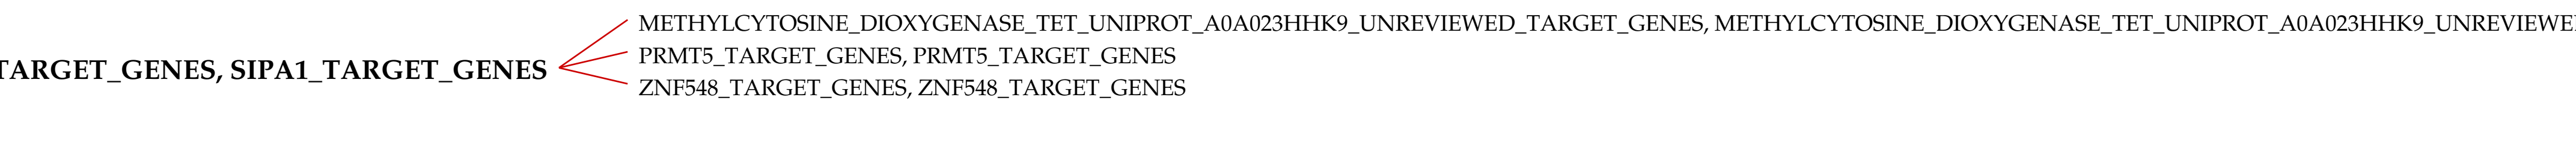 METHYLCYTOSINE_DIOXYGENASE_TET_UNIPROT_A0A023HHK9_UNREVIEWED_TARGET_GENES, METHYLCYTOSINE_DIOXYGENASE_TET_UNIPROT_A0A023HHK9_UNREVIEWE
PRMT5_TARGET_GENES, PRMT5_TARGET_GENES
TARGET_GENES, SIPA1_TARGET_GENES
ZNF548_TARGET_GENES, ZNF548_TARGET_GENES